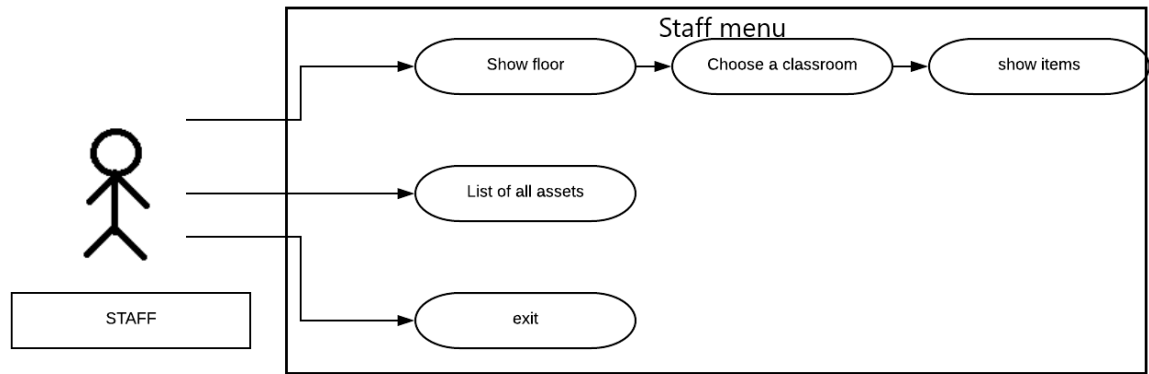 Staff menu
Show floor
Choose a classroom
show items
List of all assets
STAFF
exit